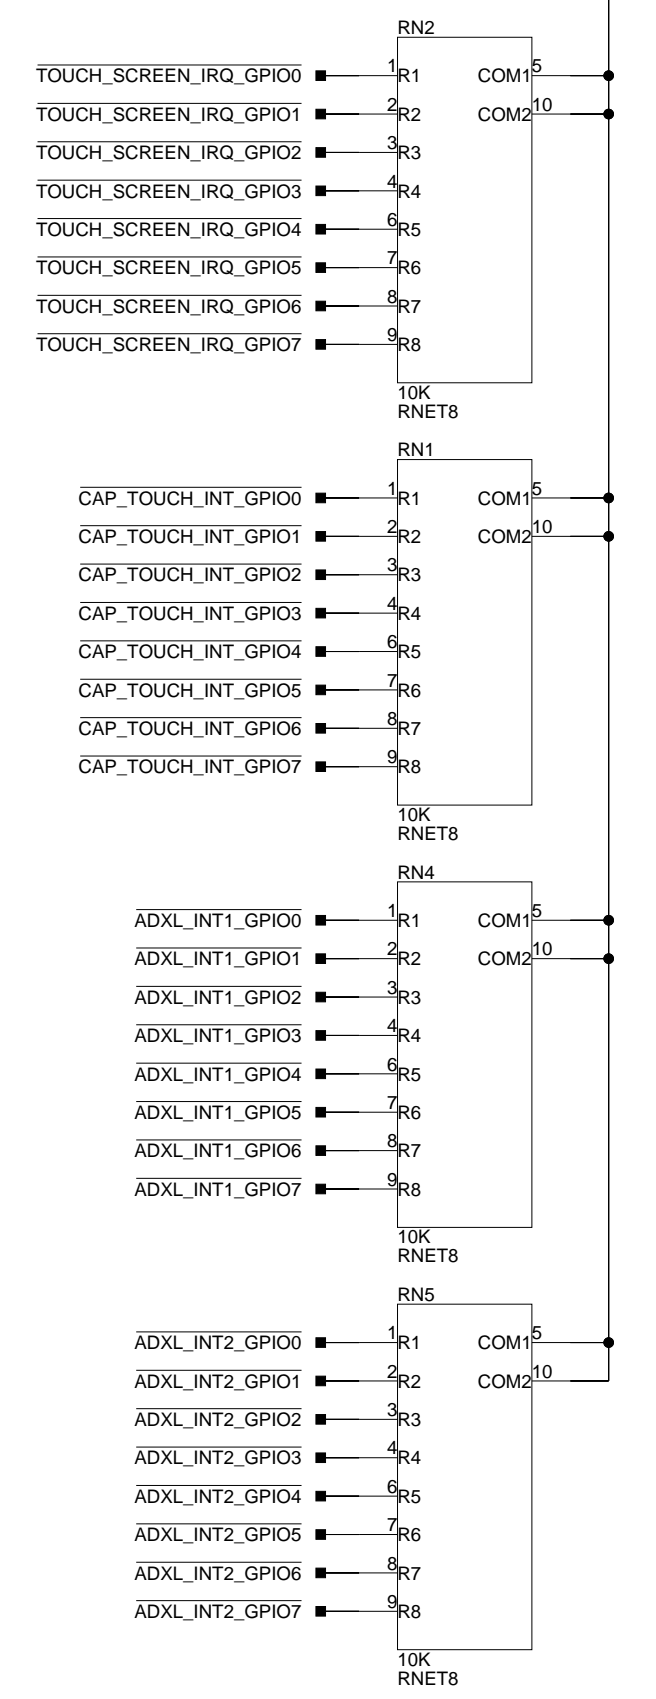 RN2
TOUCH_SCREEN_IRQ_GPIO0 1 R1 COM1 5
TOUCH_SCREEN_IRQ_GPIO1 2 R2 COM2 10
TOUCH_SCREEN_IRQ_GPIO2 3 R3
TOUCH_SCREEN_IRQ_GPIO3 4 R4
TOUCH_SCREEN_IRQ_GPIO4 6 R5
TOUCH_SCREEN_IRQ_GPIO5 7 R6
TOUCH_SCREEN_IRQ_GPIO6 8 R7
TOUCH_SCREEN_IRQ_GPIO7 9 R8
10K
RNET8
RN1
CAP_TOUCH_INT_GPIO0 1 R1 COM1 5
CAP_TOUCH_INT_GPIO1 2 R2 COM2 10
CAP_TOUCH_INT_GPIO2 3 R3
CAP_TOUCH_INT_GPIO3 4 R4
CAP_TOUCH_INT_GPIO4 6 R5
CAP_TOUCH_INT_GPIO5 7 R6
CAP_TOUCH_INT_GPIO6 8 R7
CAP_TOUCH_INT_GPIO7 9 R8
10K
RNET8
RN4
ADXL_INT1_GPIO0 1 R1 COM1 5
ADXL_INT1_GPIO1 2 R2 COM2 10
ADXL_INT1_GPIO2 3 R3
ADXL_INT1_GPIO3 4 R4
ADXL_INT1_GPIO4 6 R5
ADXL_INT1_GPIO5 7 R6
ADXL_INT1_GPIO6 8 R7
ADXL_INT1_GPIO7 9 R8
10K
RNET8
RN5
ADXL_INT2_GPIO0 1 R1 COM1 5
ADXL_INT2_GPIO1 2 R2 COM2 10
ADXL_INT2_GPIO2 3 R3
ADXL_INT2_GPIO3 4 R4
ADXL_INT2_GPIO4 6 R5
ADXL_INT2_GPIO5 7 R6
ADXL_INT2_GPIO6 8 R7
ADXL_INT2_GPIO7 9 R8
10K
RNET8